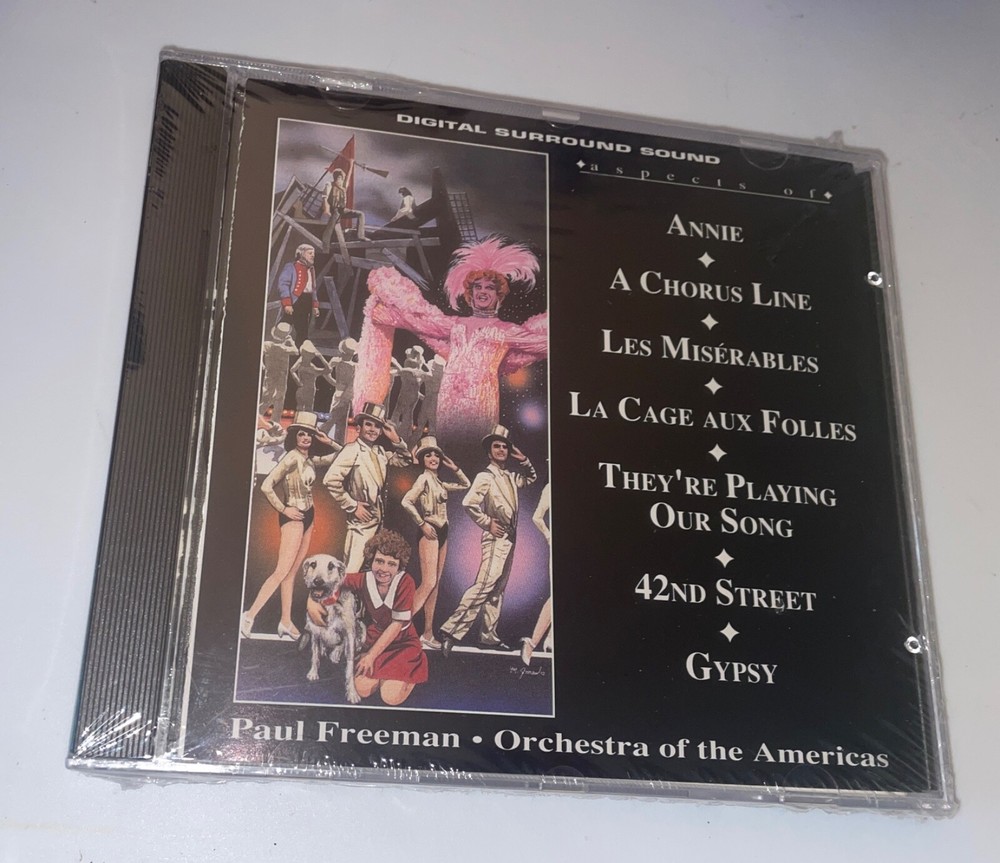 DIGITAL SURROUND SOUND
aspects of
ANNIE
A CHORUS LINE
LES MISÉRABLES
LA CAGE AUX FOLLES
THEY'RE PLAYING
OUR SONG
42ND STREET
GYPSY
Paul Freeman • Orchestra of the Americas